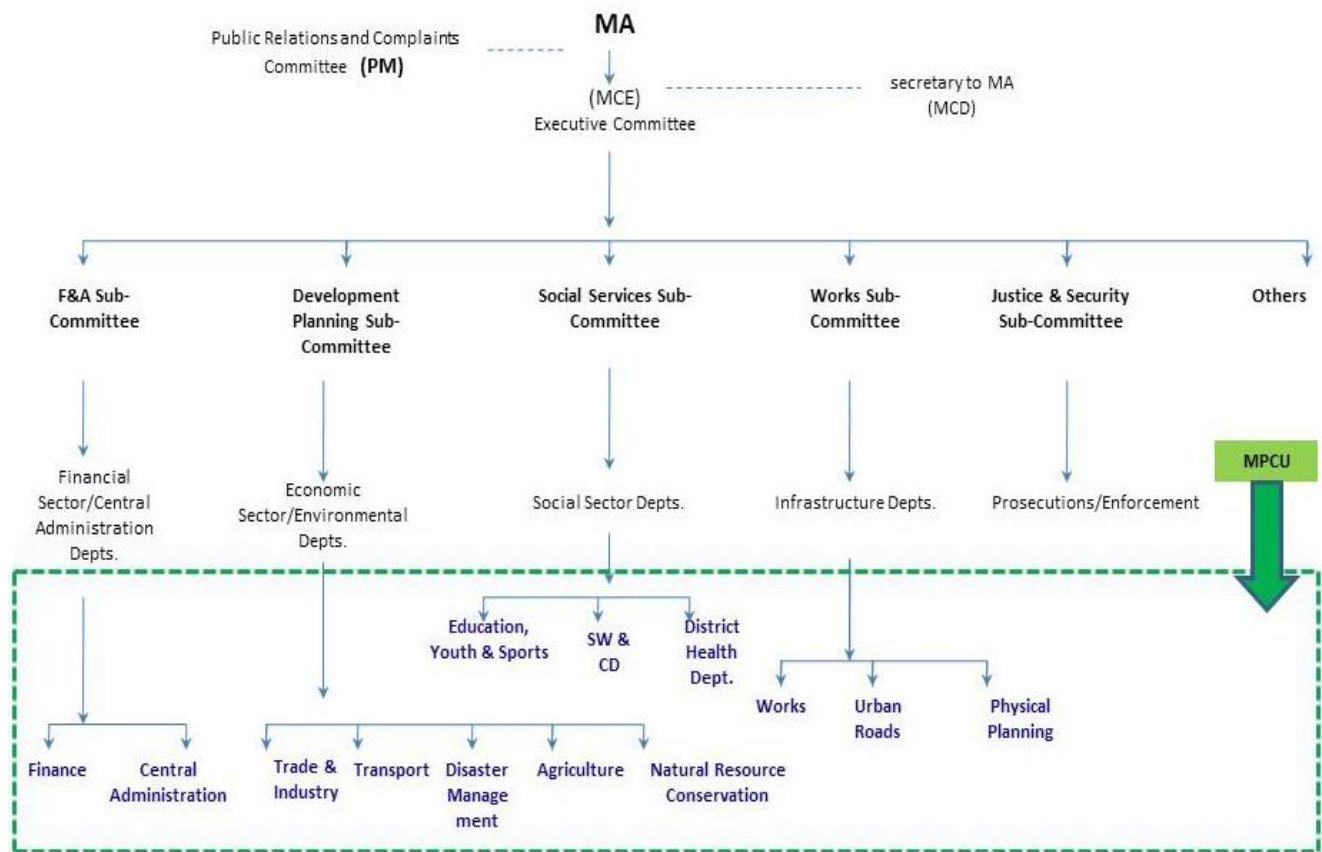 MA
Public Relations and Complaints
Committee (PM)
(MCE)
Executive Committee
secretary to MA
(MCD)
F&A Sub-
Committee
Development
Planning Sub-
Committee
Social Services Sub-
Committee
Works Sub-
Committee
Justice & Security
Sub-Committee
Others
Financial
Sector/Central
Administration
Depts.
Economic
Sector/Environmental
Depts.
Social Sector Depts.
Infrastructure Depts.
Prosecutions/Enforcement
MPCU
Education,
Youth & Sports
SW &
CD
District
Health
Dept.
Works
Urban
Roads
Physical
Planning
Finance
Central
Administration
Trade &
Industry
Transport
Disaster
Manage
ment
Agriculture
Natural Resource
Conservation